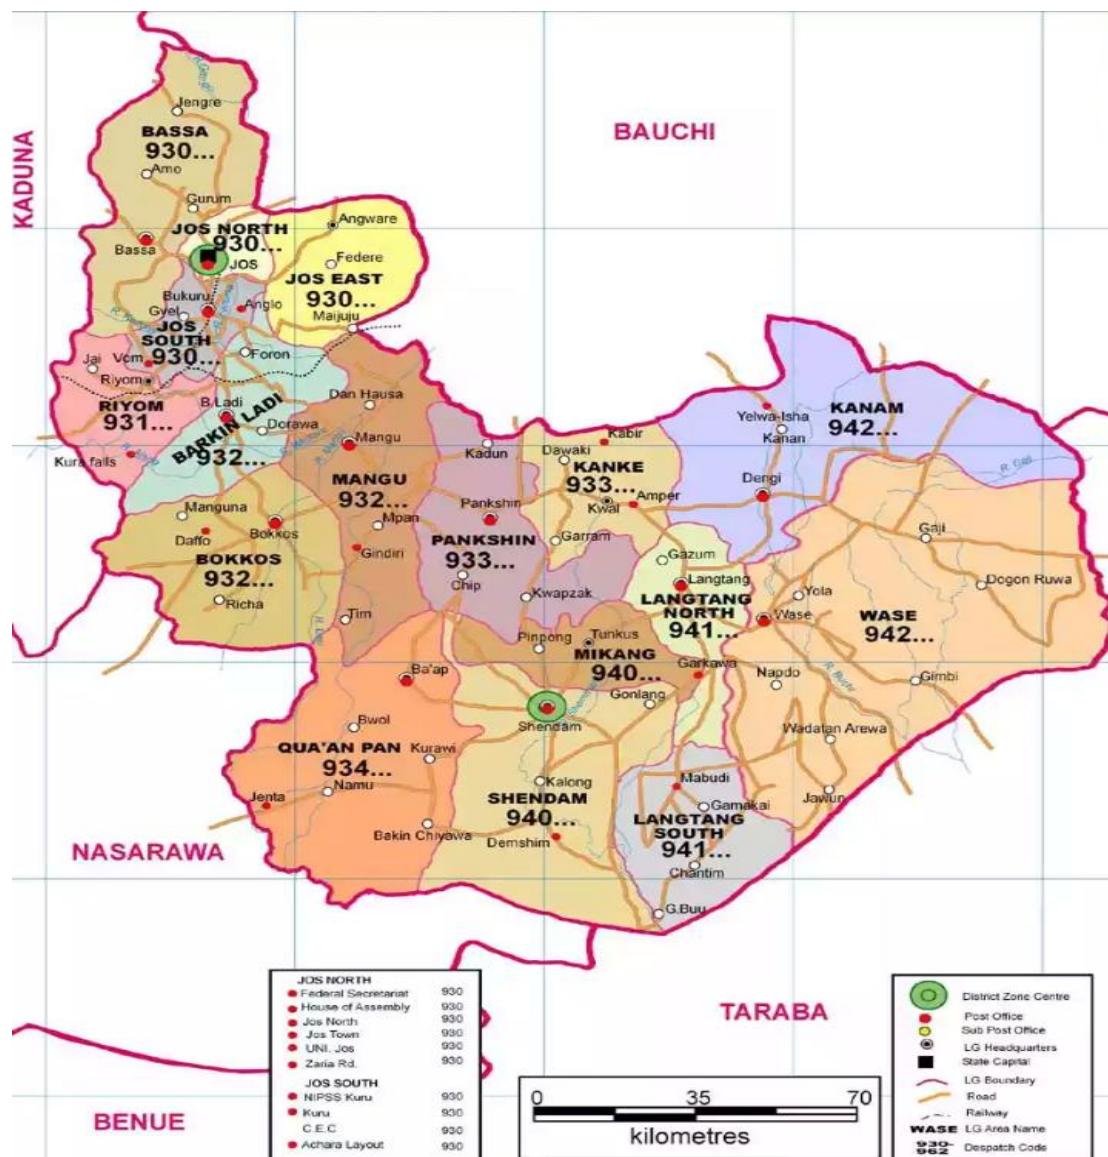 R.Gengi
Jengre
BASSA
930...
KADUNA
BAUCHI
Amo
Gurum
Angware
JOS NORTH
930...
Bassa
JOS
Federe
JOS EAST
930...
Bukuru
Anglo
Gyel
Maijuju
JOS
SOUTH
930...
Jai
Vom
Foron
Riyom
RIYOM
931...
B.Ladi
BARKIN LADI
932...
Dorawa
Dan Hausa
Yelwa-Isha
KANAM
942...
Kanan
Kura falls
Mangu
Kadun
Kabir
Dawaki
KANKE
933...
R. Gaji
MANGU
932...
Pankshin
Kwal
Amper
Dengi
Manguna
Mpan
PANKSHIN
933...
Daffo
Bokkos
Gindiri
Garram
Gaji
BOKKOS
932...
Gazum
Chip
Langtang
Dogon Ruwa
Richa
Kwapzak
LANGTANG
NORTH
941...
Yola
Wase
WASE
942...
Tim
Pinpong
Tunkus
MIKANG
940...
Ba'ap
Garkawa
Napdo
Gimbi
Gonlang
Shendam
Bwol
Wadatan Arewa
QUA'AN PAN
934...
Kurawi
Kalong
Mabudi
Namu
SHENDAM
940...
Gamakai
Jawun
Jenta
LANGTANG
SOUTH
941...
Bakin Chiyawa
Demshim
NASARAWA
Chantim
G.Buu
TARABA
BENUE
JOS NORTH
Federal Secretariat 930
House of Assembly 930
Jos North 930
Jos Town 930
UNI. Jos 930
Zaria Rd. 930
JOS SOUTH
NIPSS Kuru 930
Kuru 930
C.E.C 930
Achara Layout 930
0 35 70
kilometres
District Zone Centre
Post Office
Sub Post Office
LG Headquarters
State Capital
LG Boundary
Road
Railway
WASE LG Area Name
930-
962 Despatch Code